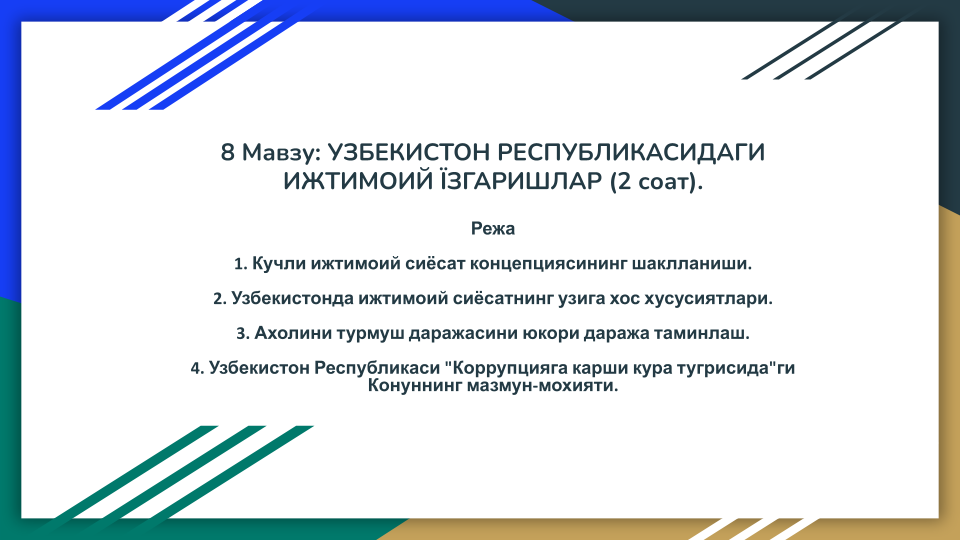 8 Мавзу: УЗБЕКИСТОН РЕСПУБЛИКАСИДАГИ
ИЖТИМОИЙ ЇЗГАРИШЛАР (2 соат).
Режа
1. Кучли ижтимоий сиёсат концепциясининг шаклланиши.
2. Узбекистонда ижтимоий сиёсатнинг узига хос хусусиятлари.
3. Ахолини турмуш даражасини юкори даража таминлаш.
4. Узбекистон Республикаси "Коррупцияга карши кура тугрисида"ги
Конуннинг мазмун-мохияти.